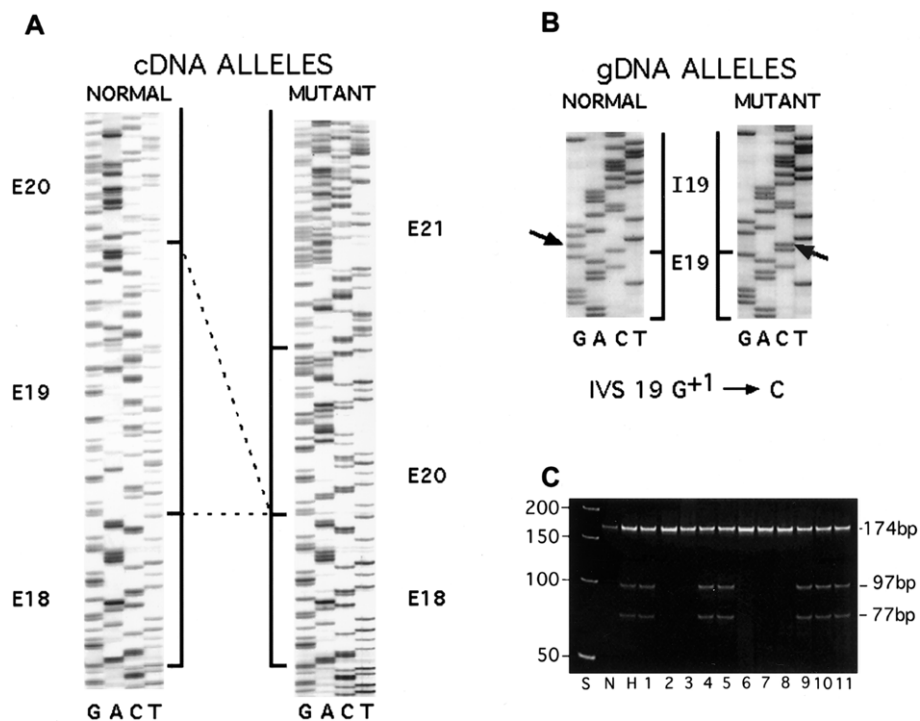 A
cDNA ALLELES
NORMAL MUTANT
E20
E19
E18
E21
E20
E18
G A C T G A C T
B
gDNA ALLELES
NORMAL MUTANT
I19
E19
G A C T G A C T
IVS 19 G+1 → C
C
200
150
100
50
-174bp
- 97bp
- 77bp
S N H 1 2 3 4 5 6 7 8 9 10 11